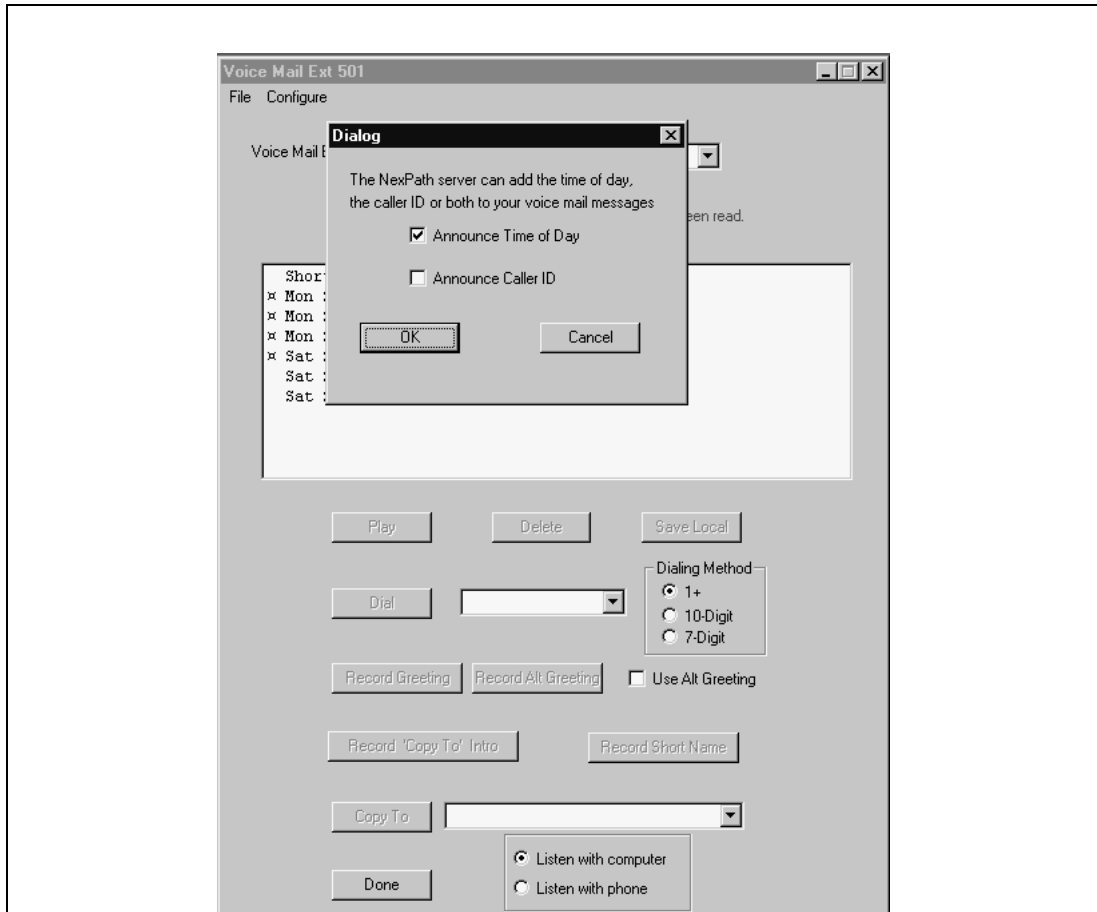 Voice Mail Ext 501
File Configure
Dialog
Voice Mail E
The NexPath server can add the time of day,
the caller ID or both to your voice mail messages
een read.
Announce Time of Day
Announce Caller ID
OK Cancel
Shor
¤ Mon :
¤ Mon :
¤ Mon :
¤ Sat :
Sat :
Sat :
Play Delete Save Local
Dialing Method
1+
10-Digit
7-Digit
Dial
Record Greeting Record Alt Greeting Use Alt Greeting
Record 'Copy To' Intro Record Short Name
Copy To
Listen with computer
Listen with phone
Done